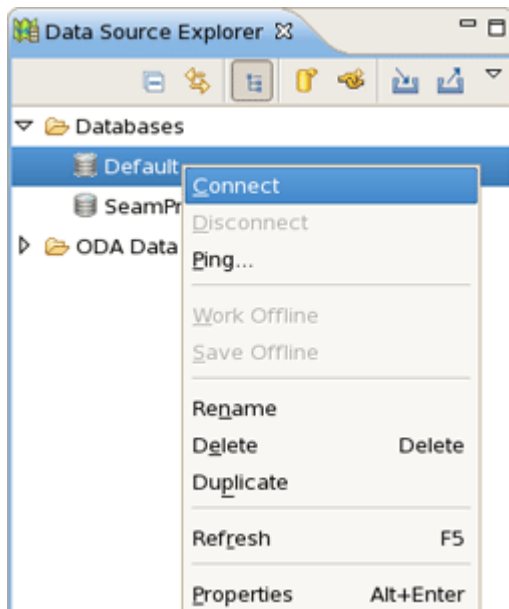 Data Source Explorer
Databases
Default
Connect
SeamPr
Disconnect
ODA Data
Ping...
Work Offline
Save Offline
Rename
Delete Delete
Duplicate
Refresh F5
Properties Alt+Enter